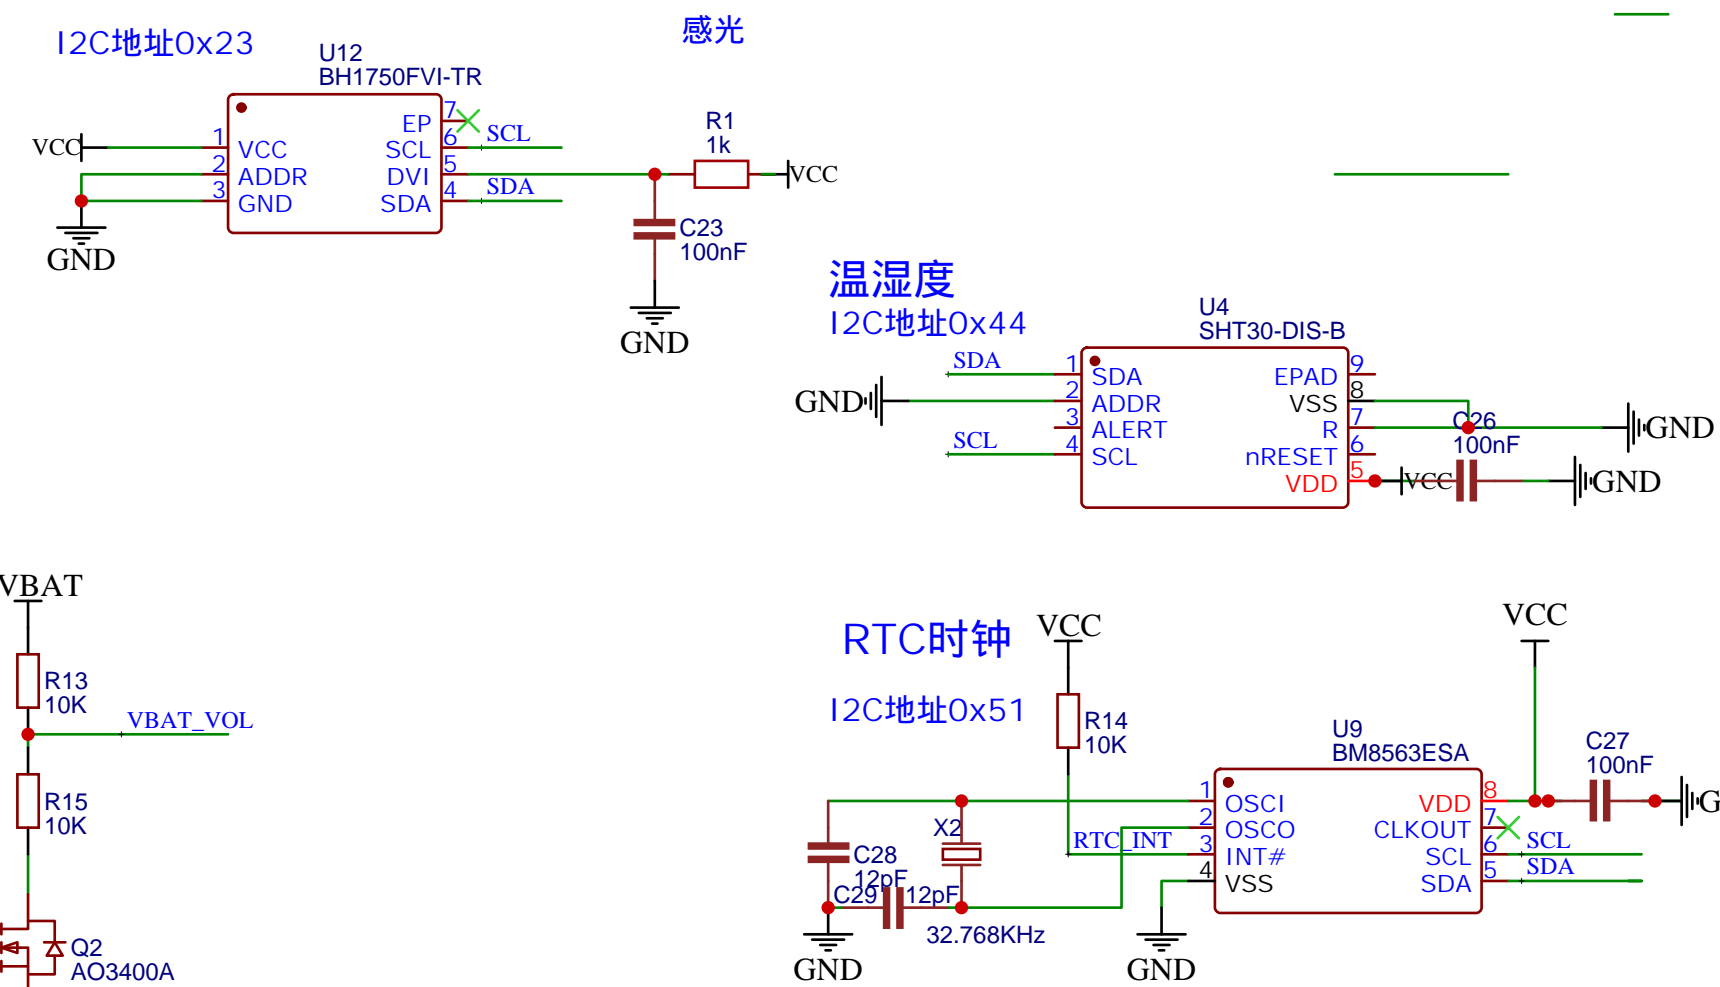 I2C地址0x23
感光
U12
BH1750FVI-TR
VCC
1
2
3
VCC
ADDR
GND
EP
SCL
DVI
SDA
7
6
5
4
SCL
SDA
GND
R1
1k
VCC
C23
100nF
GND
温湿度
I2C地址0x44
U4
SHT30-DIS-B
SDA
GND
SCL
1
2
3
4
SDA
ADDR
ALERT
SCL
EPAD
VSS
R
nRESET
VDD
9
8
7
6
5
C26
100nF
GND
VCC
GND
VBAT
R13
10K
VBAT_VOL
R15
10K
Q2
AO3400A
RTC时钟
I2C地址0x51
VCC
R14
10K
RTC_INT
U9
BM8563ESA
1
2
3
4
OSCI
OSCO
INT#
VSS
VDD
CLKOUT
SCL
SDA
8
7
6
5
VCC
C27
100nF
G
SCL
SDA
X2
C28
12pF
C29
12pF
32.768KHz
GND
GND